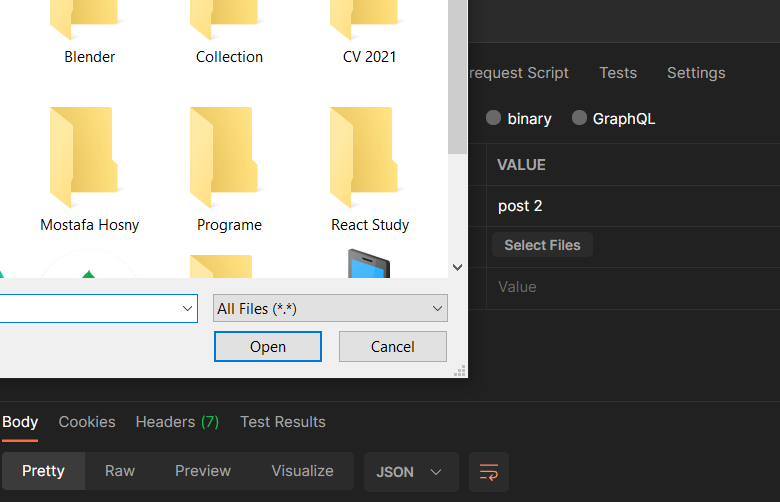 Blender
Collection
CV 2021
request Script
Tests
Settings
binary
GraphQL
VALUE
Mostafa Hosny
Programe
React Study
post 2
Select Files
Value
All Files (*.*)
Open
Cancel
Body
Cookies
Headers (7)
Test Results
Pretty
Raw
Preview
Visualize
JSON